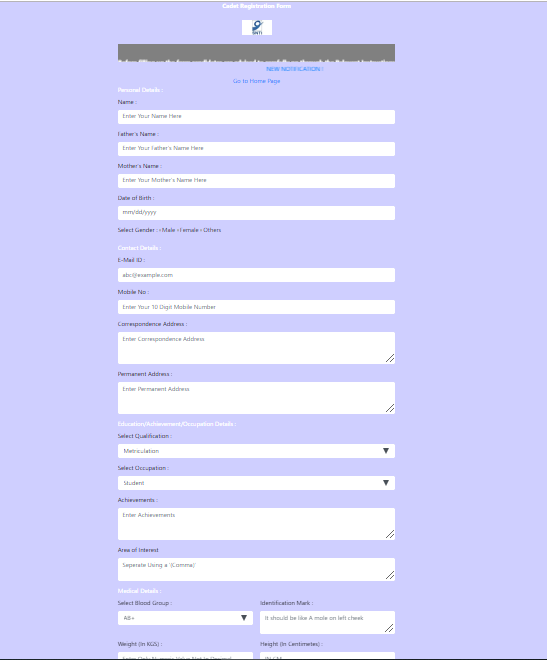 Cadet Registration Form
NEW NOTIFICATION :
Go to Home Page
Personal Details :
Name :
Enter Your Name Here
Father's Name :
Enter Your Father's Name Here
Mother's Name :
Enter Your Mother's Name Here
Date of Birth :
mm/dd/yyyy
Select Gender : Male Female Others
Contact Details :
E-Mail ID :
abc@example.com
Mobile No :
Enter Your 10 Digit Mobile Number
Correspondence Address :
Enter Correspondence Address
Permanent Address :
Enter Permanent Address
Education/Achievement/Occupation Details :
Select Qualification :
Matriculation
Select Occupation :
Student
Achievements :
Enter Achievements
Area of Interest
Seperate Using a '(Comma)'
Medical Details :
Select Blood Group : Identification Mark :
AB+ It should be like A mole on left cheek
Weight (In KGS) : Height (In Centimetes) :